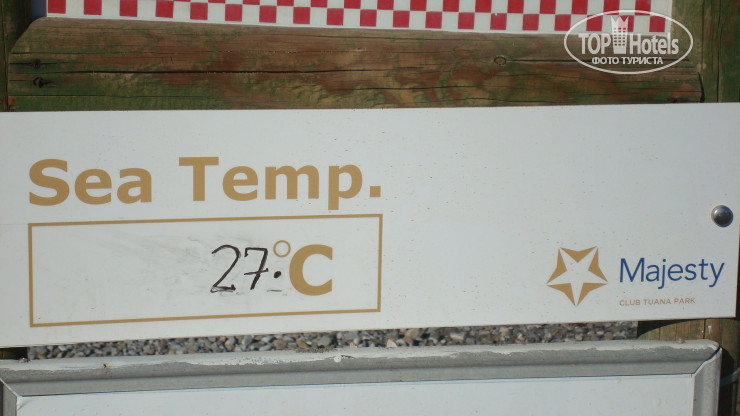 TOP Hotels
ФОТО ТУРИСТА
Sea Temp.
27.°C
Majesty
CLUB TUANA PARK